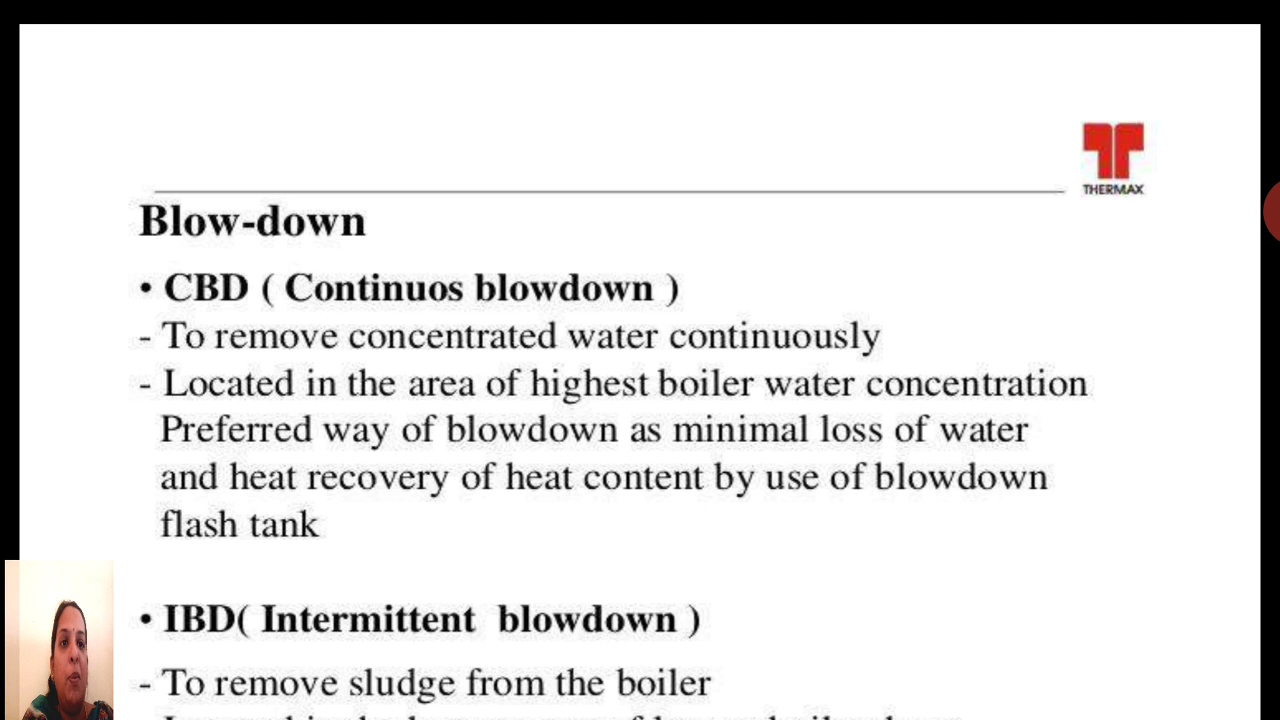 THERMAX
Blow-down
• CBD ( Continuos blowdown )
- To remove concentrated water continuously
- Located in the area of highest boiler water concentration
Preferred way of blowdown as minimal loss of water
and heat recovery of heat content by use of blowdown
flash tank
• IBD( Intermittent blowdown )
- To remove sludge from the boiler